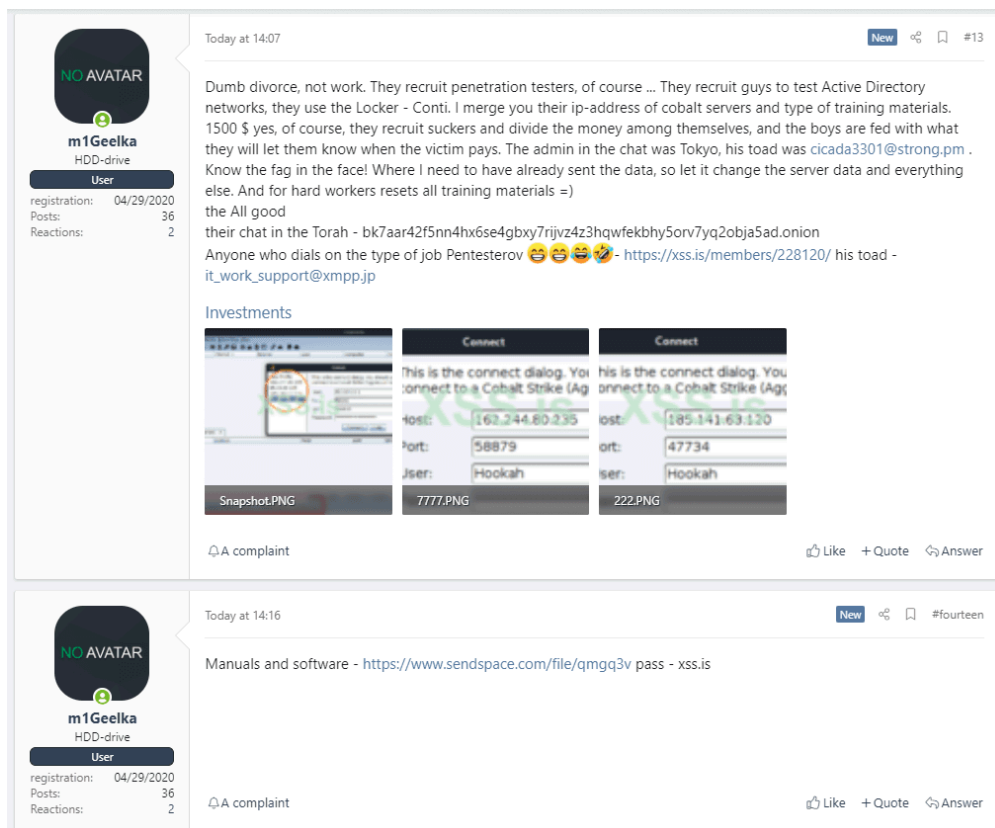 Today at 14:07
New
#13
NO AVATAR
m1Geelka
HDD-drive
User
registration: 04/29/2020
Posts: 36
Reactions: 2
Dumb divorce, not work. They recruit penetration testers, of course ... They recruit guys to test Active Directory
networks, they use the Locker - Conti. I merge you their ip-address of cobalt servers and type of training materials.
1500 $ yes, of course, they recruit suckers and divide the money among themselves, and the boys are fed with what
they will let them know when the victim pays. The admin in the chat was Tokyo, his toad was cicada3301@strong.pm .
Know the fag in the face! Where I need to have already sent the data, so let it change the server data and everything
else. And for hard workers resets all training materials =)
the All good
their chat in the Torah - bk7aar42f5nn4hx6se4gbxy7rijvz4z3hqwfekbhy5orv7yq2obja5ad.onion
Anyone who dials on the type of job Pentesterov 😁😁😂🤣- https://xss.is/members/228120/ his toad -
it_work_support@xmpp.jp
Investments
XSS.is
Snapshot.PNG
Connect
This is the connect dialog. You
connect to a Cobalt Strike (Agg
XSS.is
Host: 162.244.80.235
Port: 58879
User: Hookah
7777.PNG
Connect
his is the connect dialog. You
onnect to a Cobalt Strike (Agg
XSS.is
ost: 185.141.63.120
ort: 47734
ser: Hookah
222.PNG
A complaint
Like
+ Quote
Answer
Today at 14:16
New
#fourteen
NO AVATAR
m1Geelka
HDD-drive
User
registration: 04/29/2020
Posts: 36
Reactions: 2
Manuals and software - https://www.sendspace.com/file/qmgq3v pass - xss.is
A complaint
Like
+ Quote
Answer